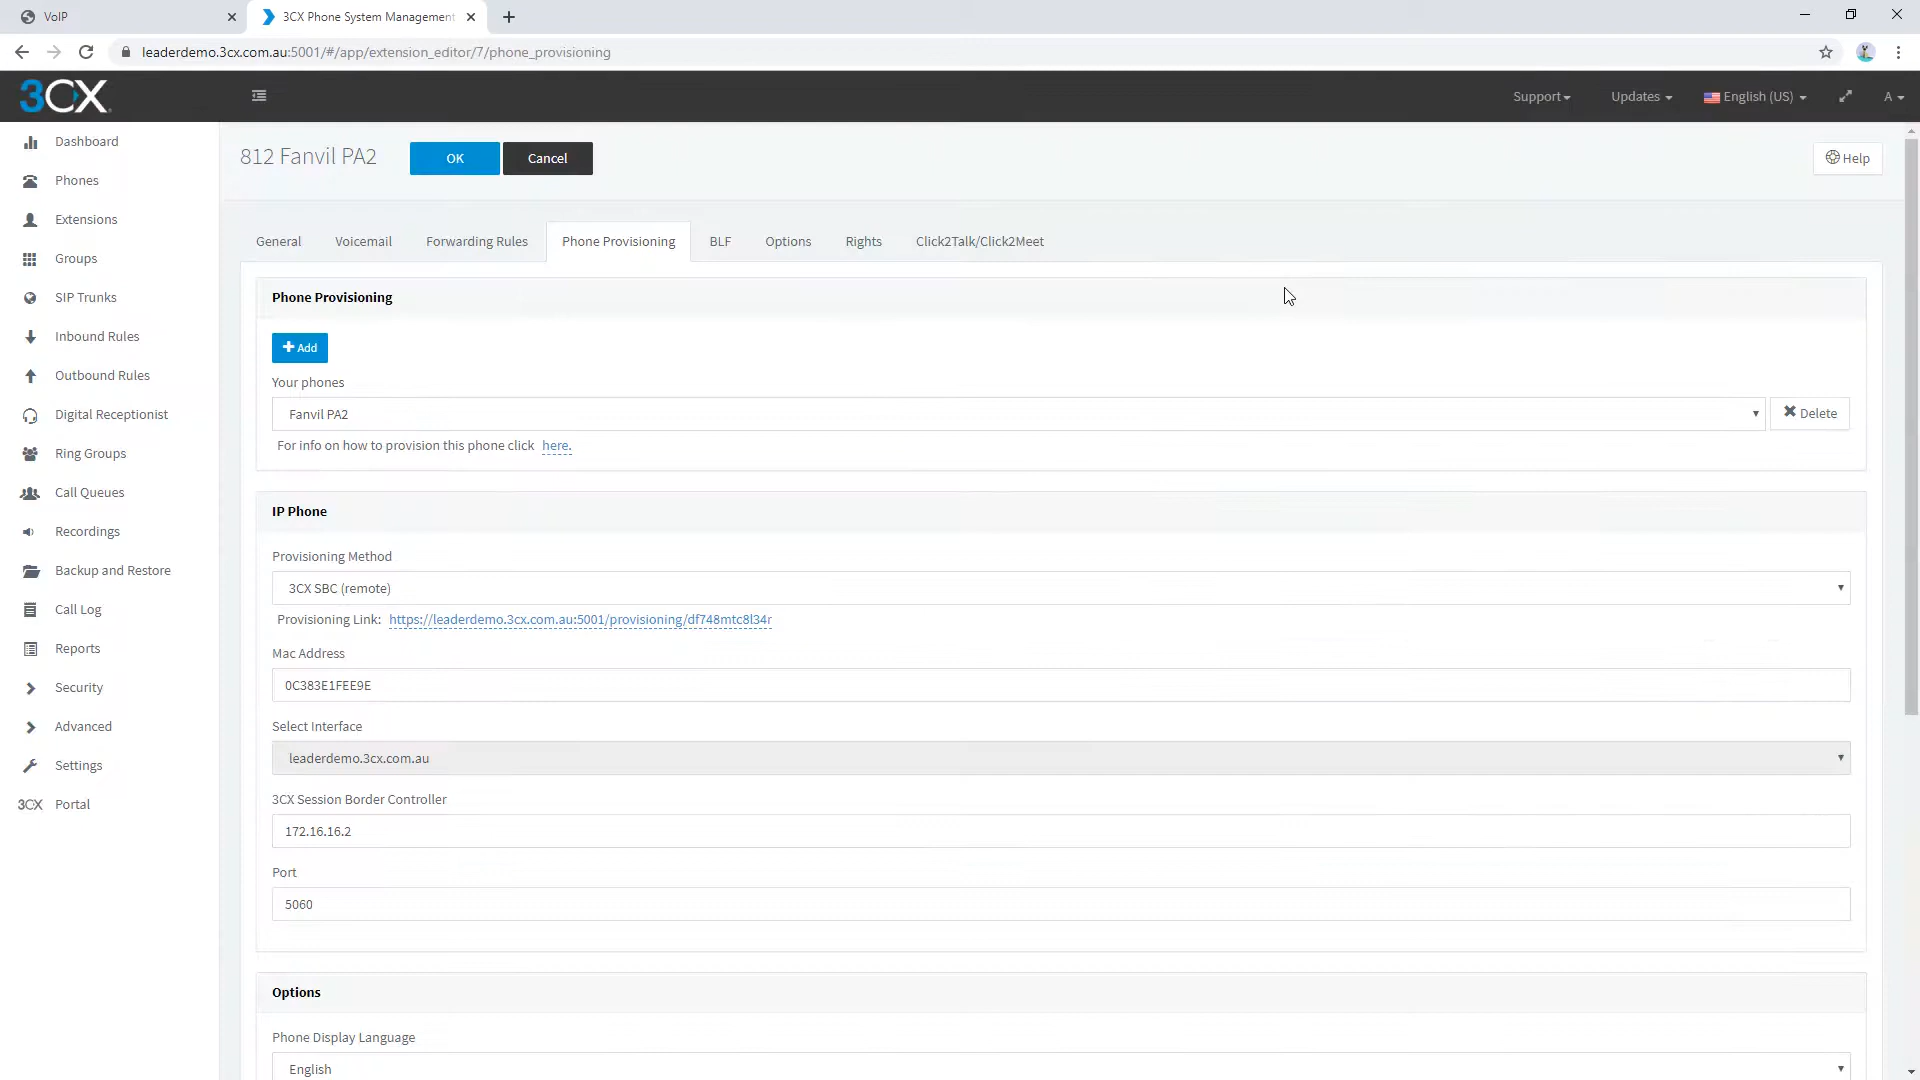 VoIP
3CX Phone System Management
leaderdemo.3cx.com.au:5001/#/app/extension_editor/7/phone_provisioning
3CX
Support
Updates
English (US)
A
Dashboard
Phones
Extensions
Groups
SIP Trunks
Inbound Rules
Outbound Rules
Digital Receptionist
Ring Groups
Call Queues
Recordings
Backup and Restore
Call Log
Reports
Security
Advanced
Settings
3CX Portal
812 Fanvil PA2
OK
Cancel
Help
General
Voicemail
Forwarding Rules
Phone Provisioning
BLF
Options
Rights
Click2Talk/Click2Meet
Phone Provisioning
+ Add
Your phones
Fanvil PA2
Delete
For info on how to provision this phone click here.
IP Phone
Provisioning Method
3CX SBC (remote)
Provisioning Link: https://leaderdemo.3cx.com.au:5001/provisioning/df748mtc8l34r
Mac Address
0C383E1FEE9E
Select Interface
leaderdemo.3cx.com.au
3CX Session Border Controller
172.16.16.2
Port
5060
Options
Phone Display Language
English